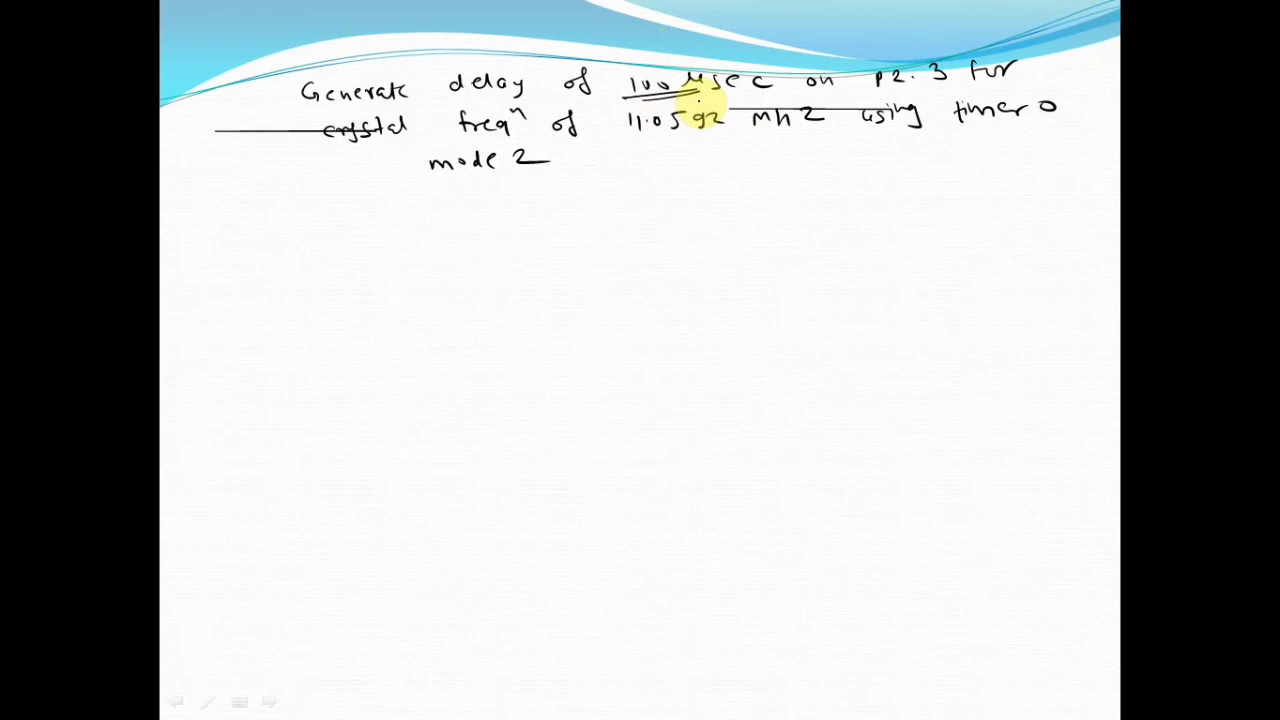 Generate delay of 100 μsec on p2.3 for
crystal freqⁿ of 11.0592 mhz using timer 0
mode 2